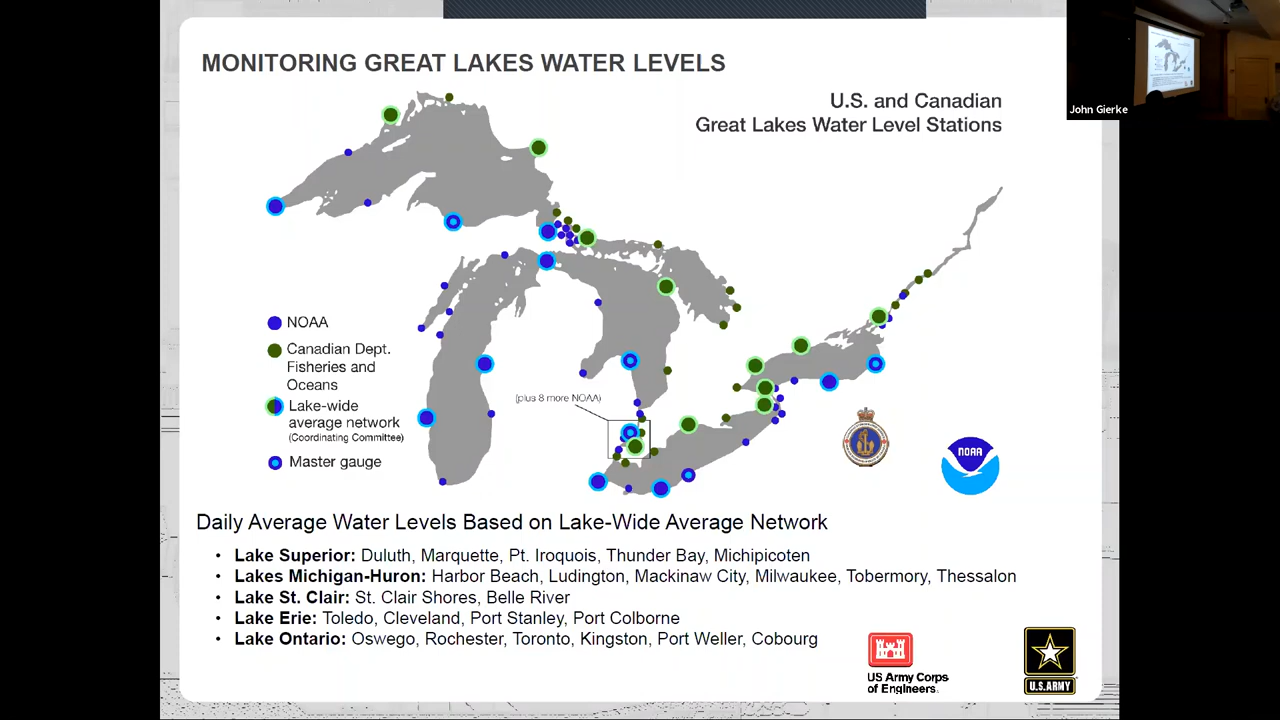 MONITORING GREAT LAKES WATER LEVELS
John Gierke
U.S. and Canadian
Great Lakes Water Level Stations
NOAA
Canadian Dept.
Fisheries and
Oceans
Lake-wide
average network
(Coordinating Committee)
Master gauge
(plus 8 more NOAA)
NOAA
Daily Average Water Levels Based on Lake-Wide Average Network
• Lake Superior: Duluth, Marquette, Pt. Iroquois, Thunder Bay, Michipicoten
• Lakes Michigan-Huron: Harbor Beach, Ludington, Mackinaw City, Milwaukee, Tobermory, Thessalon
• Lake St. Clair: St. Clair Shores, Belle River
• Lake Erie: Toledo, Cleveland, Port Stanley, Port Colborne
• Lake Ontario: Oswego, Rochester, Toronto, Kingston, Port Weller, Cobourg
US Army Corps
of Engineers.
U.S. ARMY